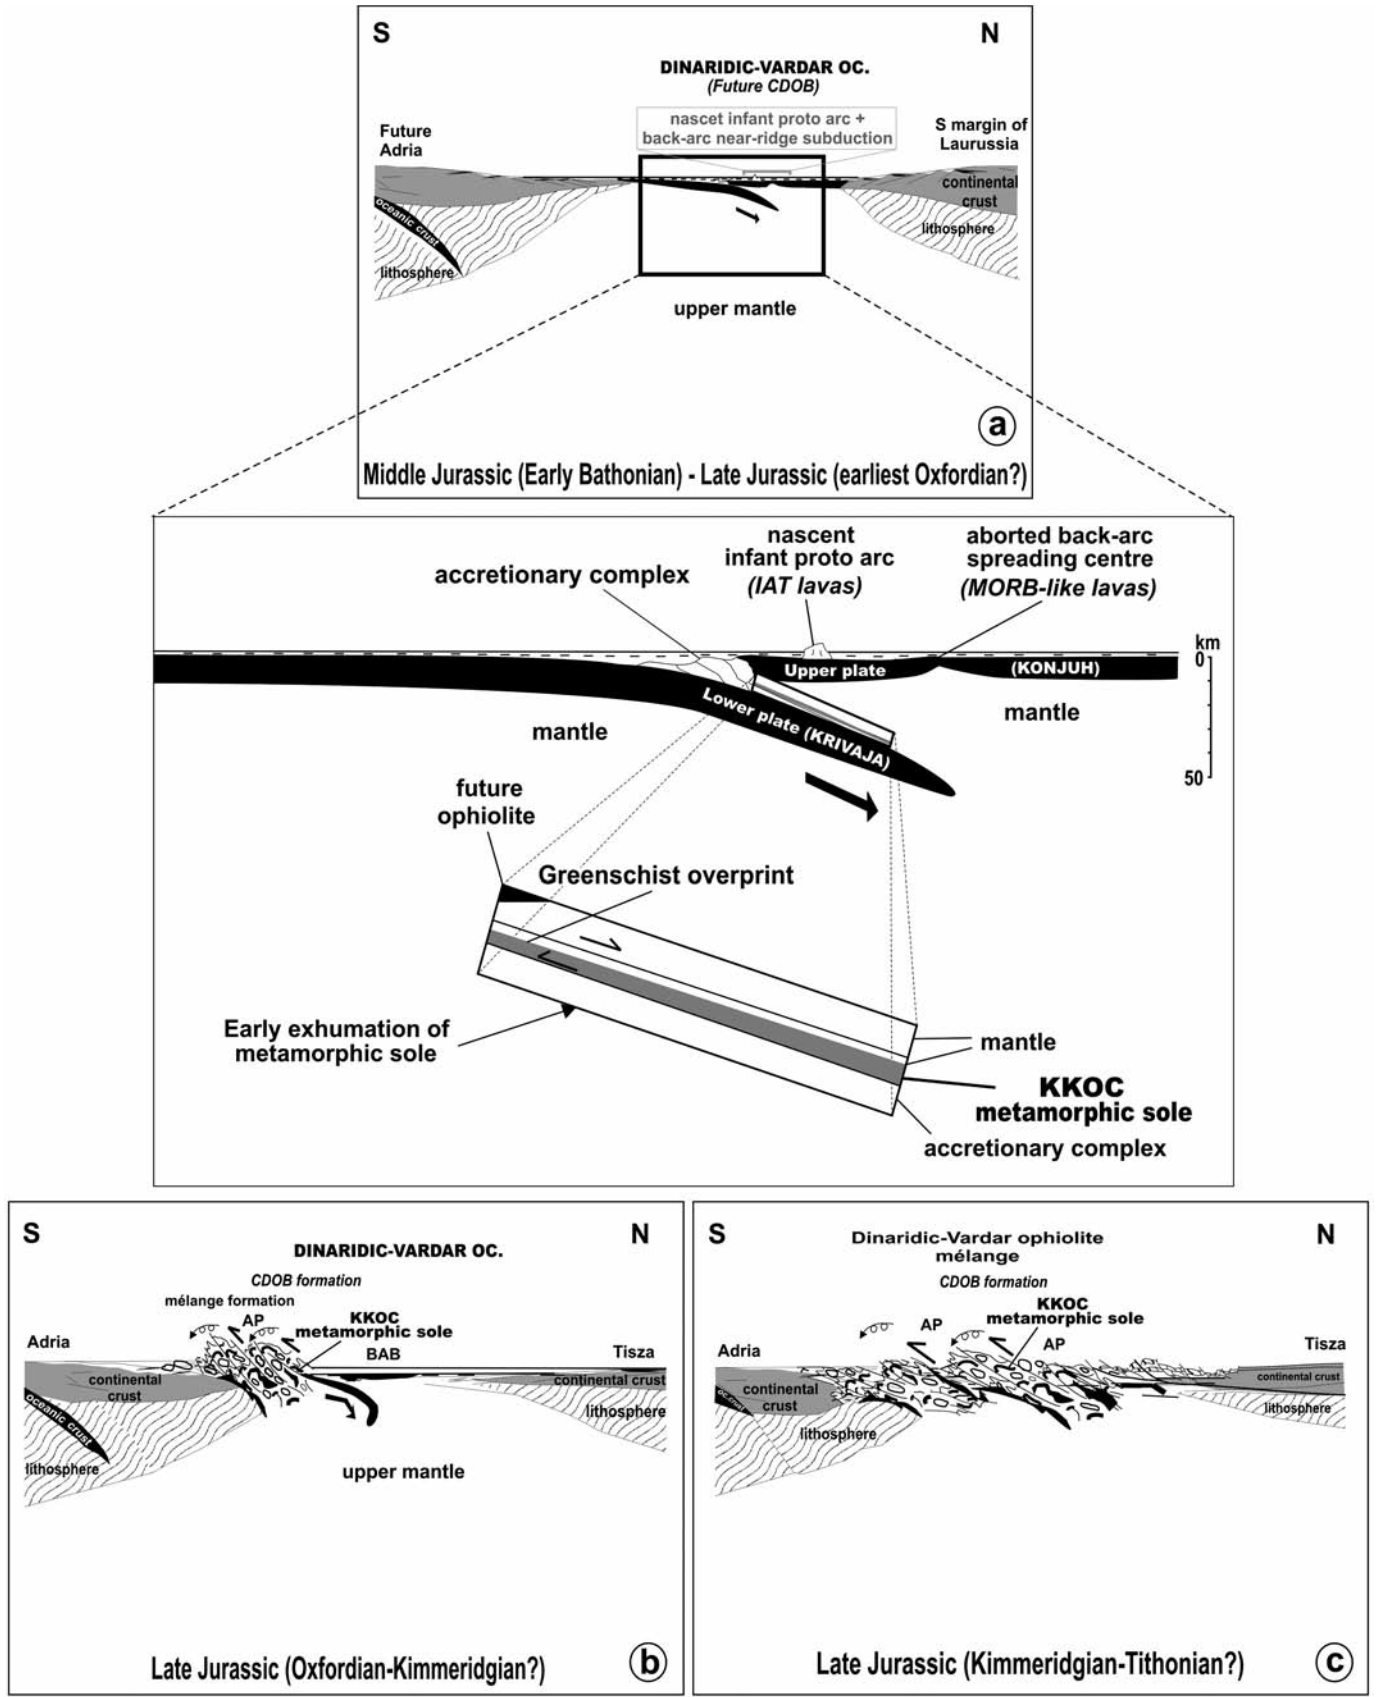 S
N
DINARIDIC-VARDAR OC.
(Future CDOB)
nascet infant proto arc +
back-arc near-ridge subduction
Future
Adria
S margin of
Laurussia
continental
crust
oceanic crust
lithosphere
lithosphere
upper mantle
a
Middle Jurassic (Early Bathonian) - Late Jurassic (earliest Oxfordian?)
nascent
infant proto arc
(IAT lavas)
aborted back-arc
spreading centre
(MORB-like lavas)
accretionary complex
km
0
50
Upper plate
(KONJUH)
Lower plate (KRIVAJA)
mantle
mantle
future
ophiolite
Greenschist overprint
Early exhumation of
metamorphic sole
mantle
KKOC
metamorphic sole
accretionary complex
S
N
DINARIDIC-VARDAR OC.
CDOB formation
mélange formation
AP
KKOC
metamorphic sole
BAB
Adria
Tisza
continental
crust
continental crust
oceanic crust
lithosphere
lithosphere
upper mantle
Late Jurassic (Oxfordian-Kimmeridgian?)
b
S
N
Dinaridic-Vardar ophiolite
mélange
CDOB formation
KKOC
metamorphic sole
AP
AP
Adria
Tisza
continental
crust
continental crust
oc. crust
lithosphere
lithosphere
Late Jurassic (Kimmeridgian-Tithonian?)
c